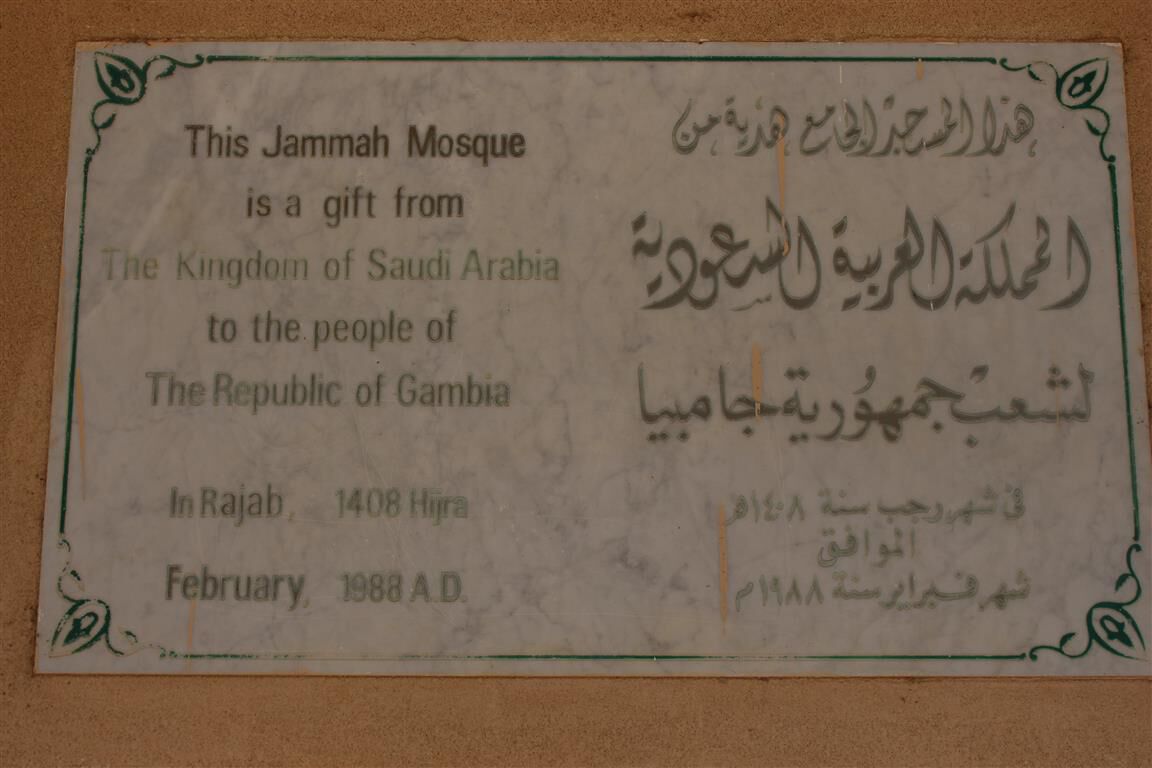 This Jammah Mosque
is a gift from
The Kingdom of Saudi Arabia
to the people of
The Republic of Gambia
In Rajab, 1408 Hijra
February, 1988 A.D.
هذا المسجد الجامع هدية من
المملكة العربية السعودية
لشعب جمهورية جامبيا
في شهر رجب سنة ١٤٠٨هـ
الموافق
شهر فبراير سنة ١٩٨٨م